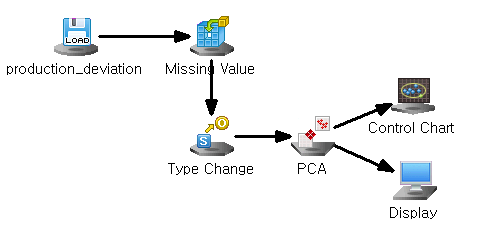 LOAD
production_deviation
Missing Value
S
O
Type Change
PCA
Control Chart
Display